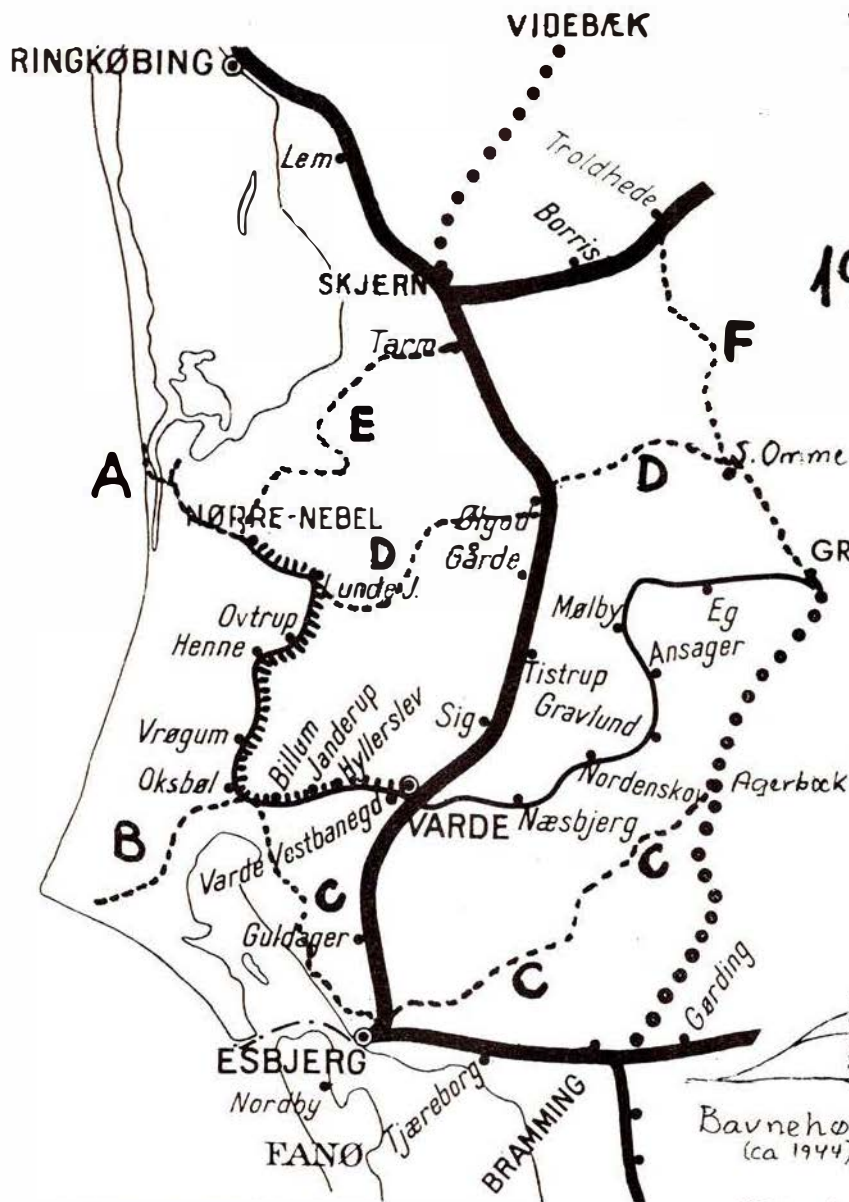 VIDEBÆK
RINGKØBING
Lem
Troldhede
Borris
SKJERN
Tarm
F
E
A
D
S. Omme
NØRRE-NEBEL
Ølgod
D
Gårde
Lunde J.
Mølby
Eg
Ovtrup
Henne
Ansager
Tistrup
Gravlund
Sig
Vrøgum
Billum
Janderup
Hyllerslev
Oksbøl
Nordenskov
Agerbæk
Næsbjerg
VARDE
Varde Vestbanegd
B
C
C
C
Guldager
Gørding
ESBJERG
Nordby
Tjæreborg
BRAMMING
FANØ
(ca 1944)